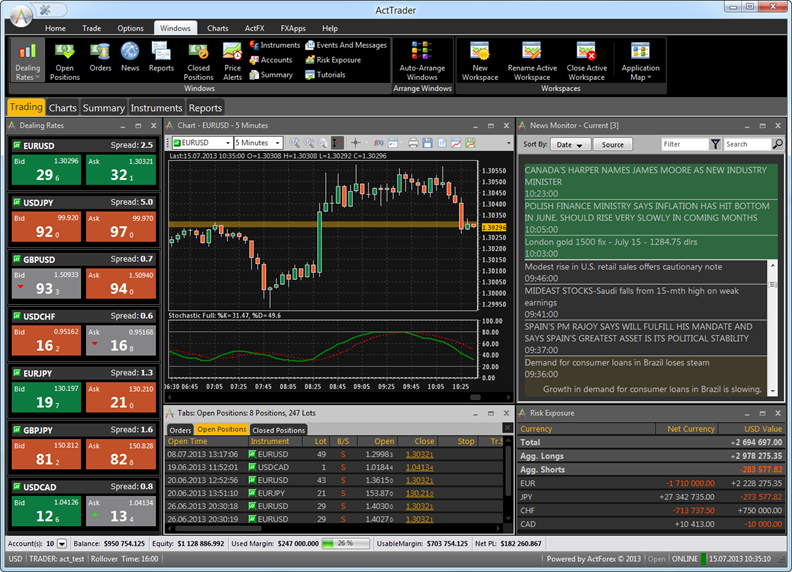 ActTrader
Home Trade Options Windows Charts ActFX FXApps Help
Dealing Rates
Open Positions
Orders
News
Reports
Closed Positions
Price Alerts
Instruments
Accounts
Summary
Events And Messages
Risk Exposure
Tutorials
Windows
Auto-Arrange Windows
Arrange Windows
New Workspace
Rename Active Workspace
Close Active Workspace
Workspaces
Application Map
Trading Charts Summary Instruments Reports
Dealing Rates
EURUSD Spread: 2.5
Bid 1.30296 Ask 1.30321
29 6 32 1
USDJPY Spread: 5.0
Bid 99.920 Ask 99.970
92 0 97 0
GBPUSD Spread: 0.7
Bid 1.50933 Ask 1.50940
93 3 94 0
USDCHF Spread: 0.6
Bid 0.95162 Ask 0.95168
16 2 16 8
EURJPY Spread: 1.3
Bid 130.197 Ask 130.210
19 7 21 0
GBPJPY Spread: 1.6
Bid 150.812 Ask 150.828
81 2 82 8
USDCAD Spread: 0.8
Bid 1.04126 Ask 1.04134
12 6 13 4
Chart - EURUSD - 5 Minutes
EURUSD 5 Minutes
Last:15.07.2013 10:35:00 O=1.30308 H=1.30308 L=1.30292 C=1.30296
1.30550
1.30500
1.30450
1.30400
1.30350
1.30296
1.30250
1.30200
1.30150
1.30100
1.30050
1.30000
1.29950
Stochastic Full: %K=31.47, %D=49.6
100.00
80.00
60.00
40.00
20.00
0.00
06:30 06:45 07:05 07:25 07:45 08:05 08:25 08:45 09:05 09:25 09:45 10:05 10:25
News Monitor - Current [3]
Sort By: Date Source Filter Search
CANADA'S HARPER NAMES JAMES MOORE AS NEW INDUSTRY
MINISTER
10:23:00
POLISH FINANCE MINISTRY SAYS INFLATION HAS HIT BOTTOM
IN JUNE, SHOULD RISE VERY SLOWLY IN COMING MONTHS
10:05:00
London gold 1500 fix - July 15 - 1284.75 dlrs
10:03:00
Modest rise in U.S. retail sales offers cautionary note
09:46:00
MIDEAST STOCKS-Saudi falls from 15-mth high on weak
earnings
09:41:00
SPAIN'S PM RAJOY SAYS WILL FULFILL HIS MANDATE AND
SAYS SPAIN'S GREATEST ASSET IS ITS POLITICAL STABILITY
09:37:00
Demand for consumer loans in Brazil loses steam
09:36:00
Growth in demand for consumer loans in Brazil is slowing,
Tabs: Open Positions: 8 Positions, 247 Lots
Orders Open Positions Closed Positions
Open Time Instrument Lot B/S Open Close Stop Tr.S
08.07.2013 13:17:06 EURUSD 49 S 1.29983 1.30321
19.06.2013 11:52:01 USDCAD 1 S 1.01844 1.04134
20.06.2013 12:52:56 EURUSD 43 S 1.36150 1.30321
20.06.2013 13:51:10 EURJPY 21 S 153.870 130.210
26.06.2013 20:30:18 EURUSD 29 S 1.40308 1.30321
26.06.2013 20:30:19 EURUSD 29 S 1.40270 1.30321
Risk Exposure
Currency Net Currency USD Value
Total +2 694 697.00
Agg. Longs +2 978 275.35
Agg. Shorts -283 577.82
EUR -1 710 000.00 +2 228 275.35
JPY +27 342 735.00 -273 577.82
CHF -713 737.50 +750 000.00
CAD +10 413.00 -10 000.00
Account(s): 10 Balance: $950 754.125 Equity: $1 128 886.992 Used Margin: $247 000.000 26 % UsableMargin: $703 754.125 Net PL: $182 260.867
USD TRADER: act_test Rollover Time: 16:00 Powered by ActForex © 2013 Open ONLINE 15.07.2013 10:35:10